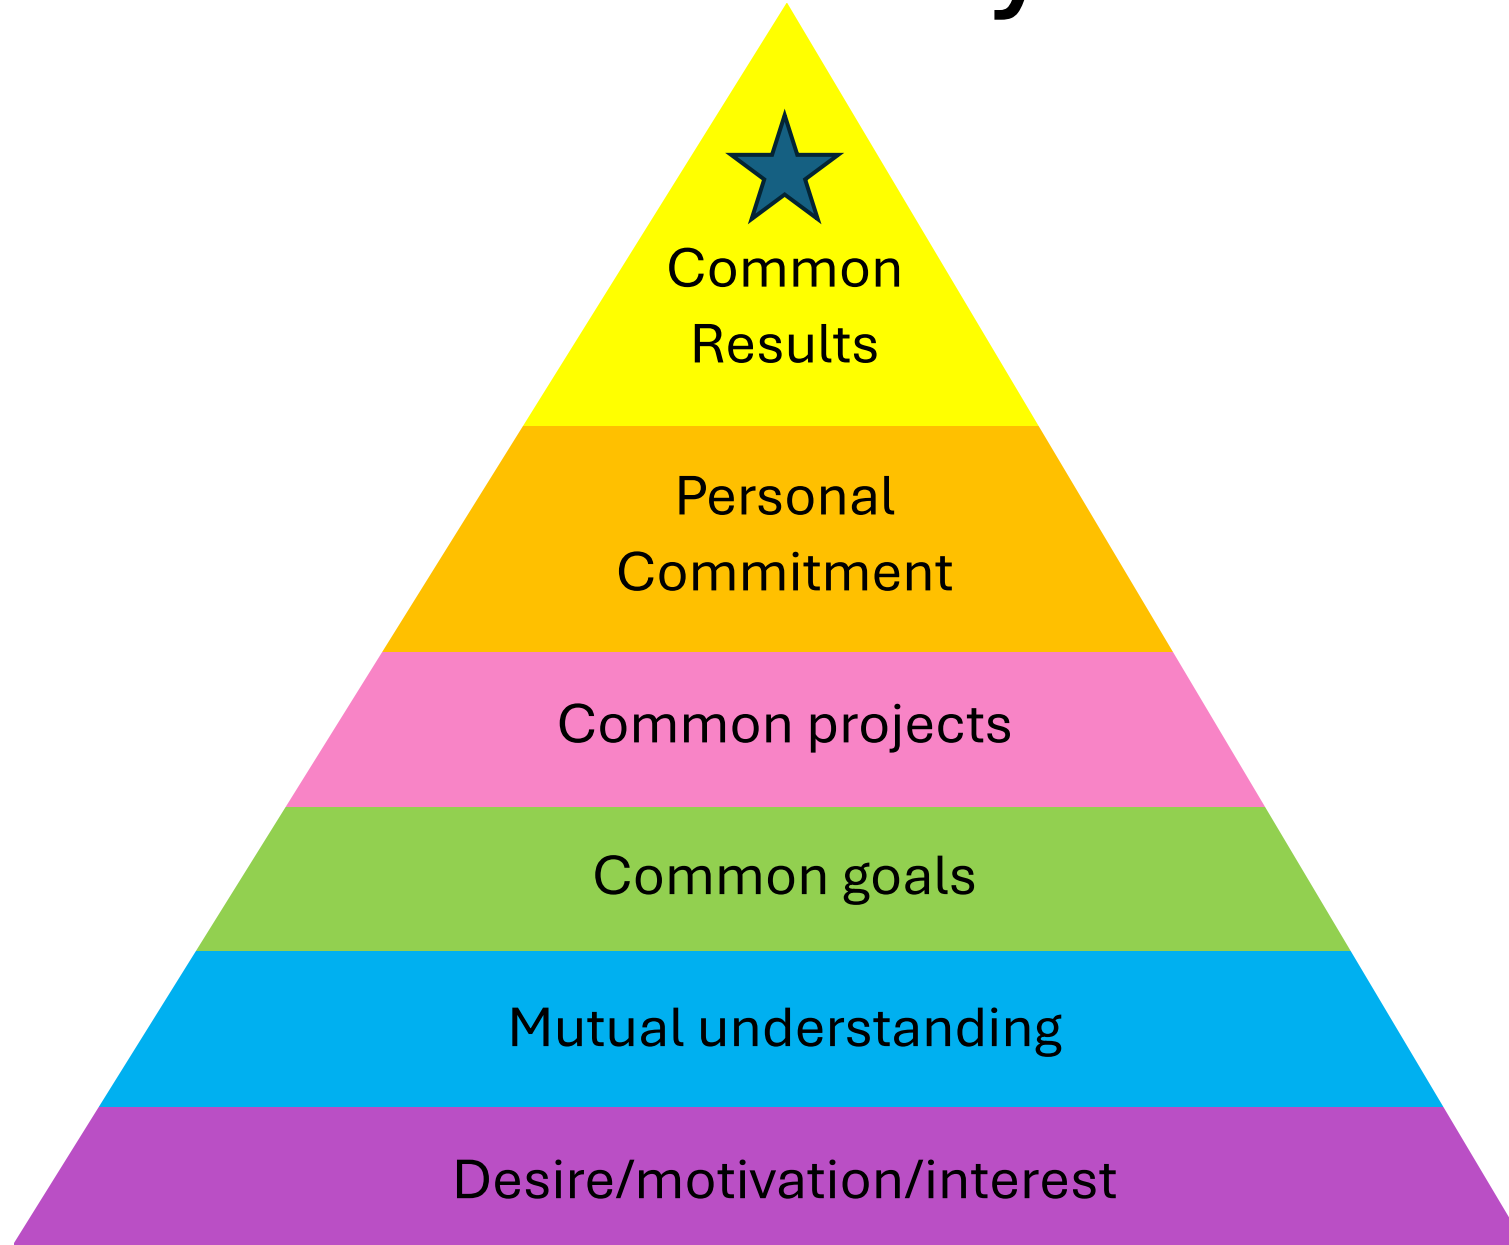 Common
Results
Personal
Commitment
Common projects
Common goals
Mutual understanding
Desire/motivation/interest